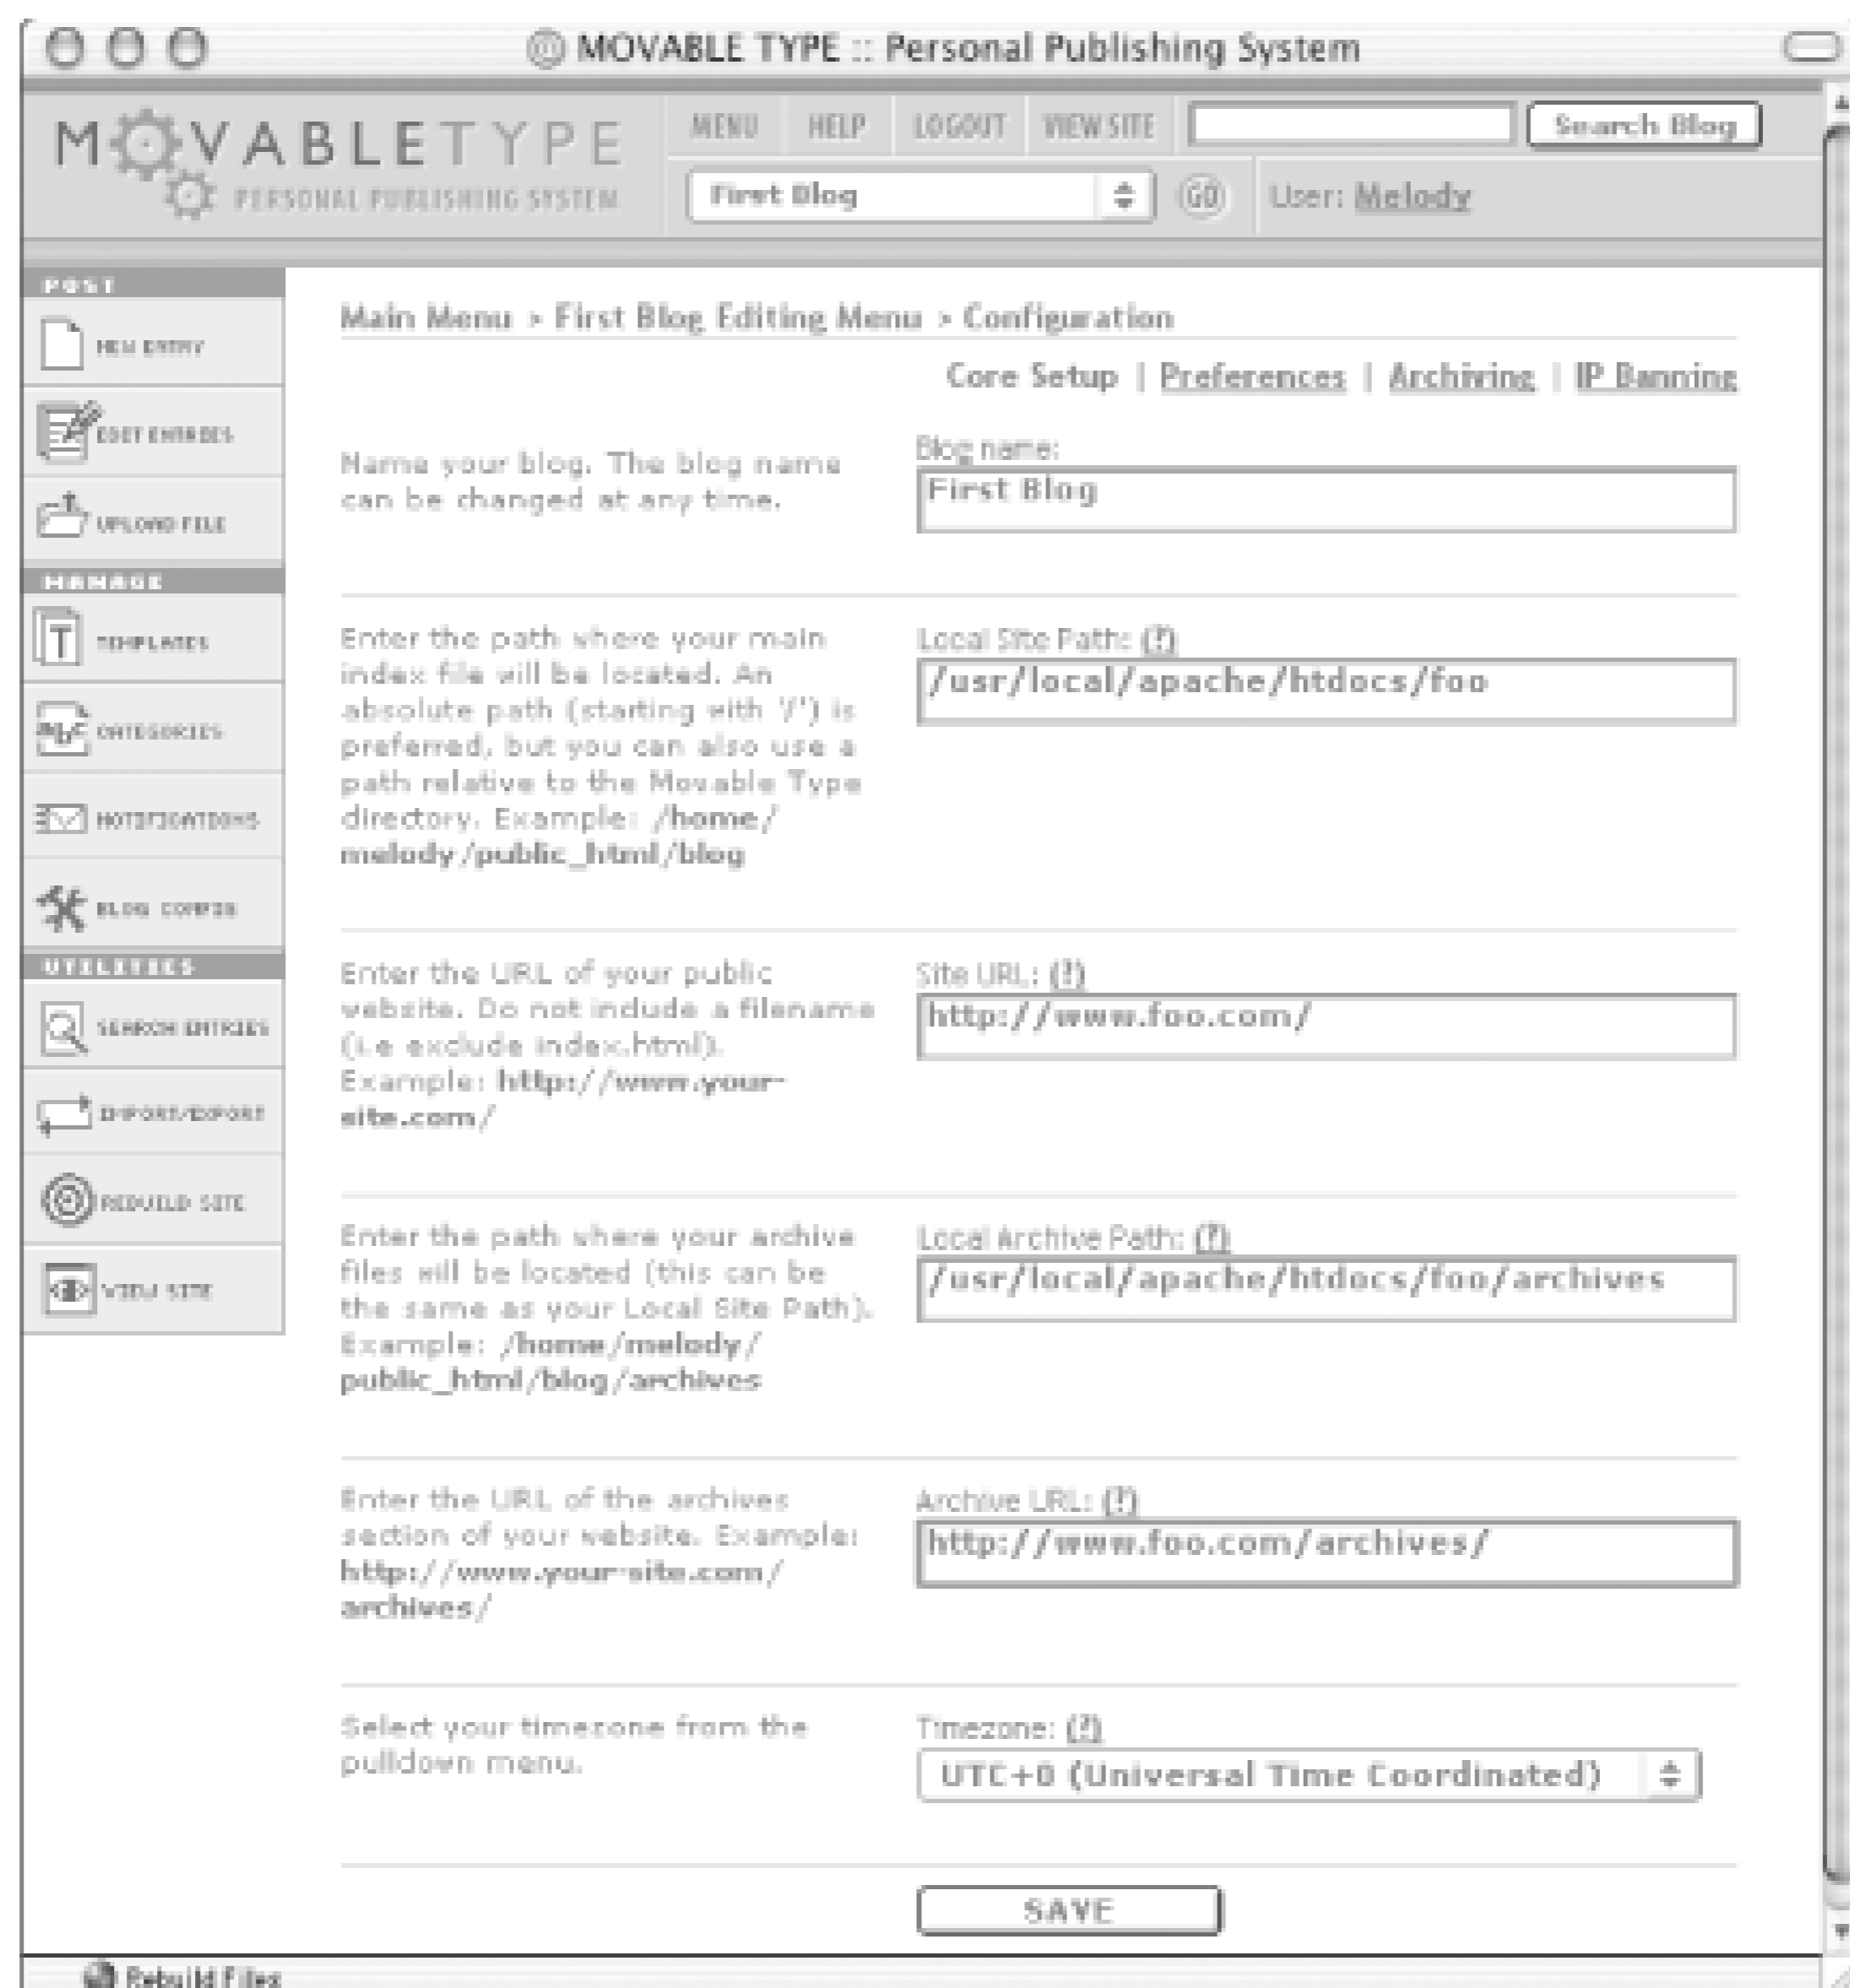 MOVABLE TYPE :: Personal Publishing System
MOVABLETYPE
PERSONAL PUBLISHING SYSTEM
MENU HELP LOGOUT VIEW SITE Search Blog
First Blog GO User: Melody
POST
NEW ENTRY
EDIT ENTRIES
UPLOAD FILE
MANAGE
TEMPLATES
CATEGORIES
NOTIFICATIONS
BLOG CONFIG
UTILITIES
SEARCH ENTRIES
IMPORT/EXPORT
REBUILD SITE
VIEW SITE
Main Menu > First Blog Editing Menu > Configuration
Core Setup | Preferences | Archiving | IP Banning
Name your blog. The blog name
can be changed at any time.
Blog name:
First Blog
Enter the path where your main
index file will be located. An
absolute path (starting with '/') is
preferred, but you can also use a
path relative to the Movable Type
directory. Example: /home/
melody/public_html/blog
Local Site Path: (?)
/usr/local/apache/htdocs/foo
Enter the URL of your public
website. Do not include a filename
(i.e exclude index.html).
Example: http://www.your-
site.com/
Site URL: (?)
http://www.foo.com/
Enter the path where your archive
files will be located (this can be
the same as your Local Site Path).
Example: /home/melody/
public_html/blog/archives
Local Archive Path: (?)
/usr/local/apache/htdocs/foo/archives
Enter the URL of the archives
section of your website. Example:
http://www.your-site.com/
archives/
Archive URL: (?)
http://www.foo.com/archives/
Select your timezone from the
pulldown menu.
Timezone: (?)
UTC+0 (Universal Time Coordinated)
SAVE
Rebuild Files